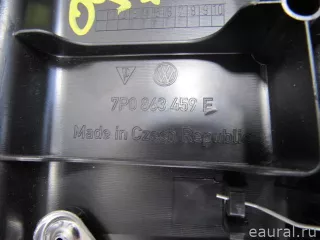 7P0 863 459 E
Made in Czech Republic
eaural.ru